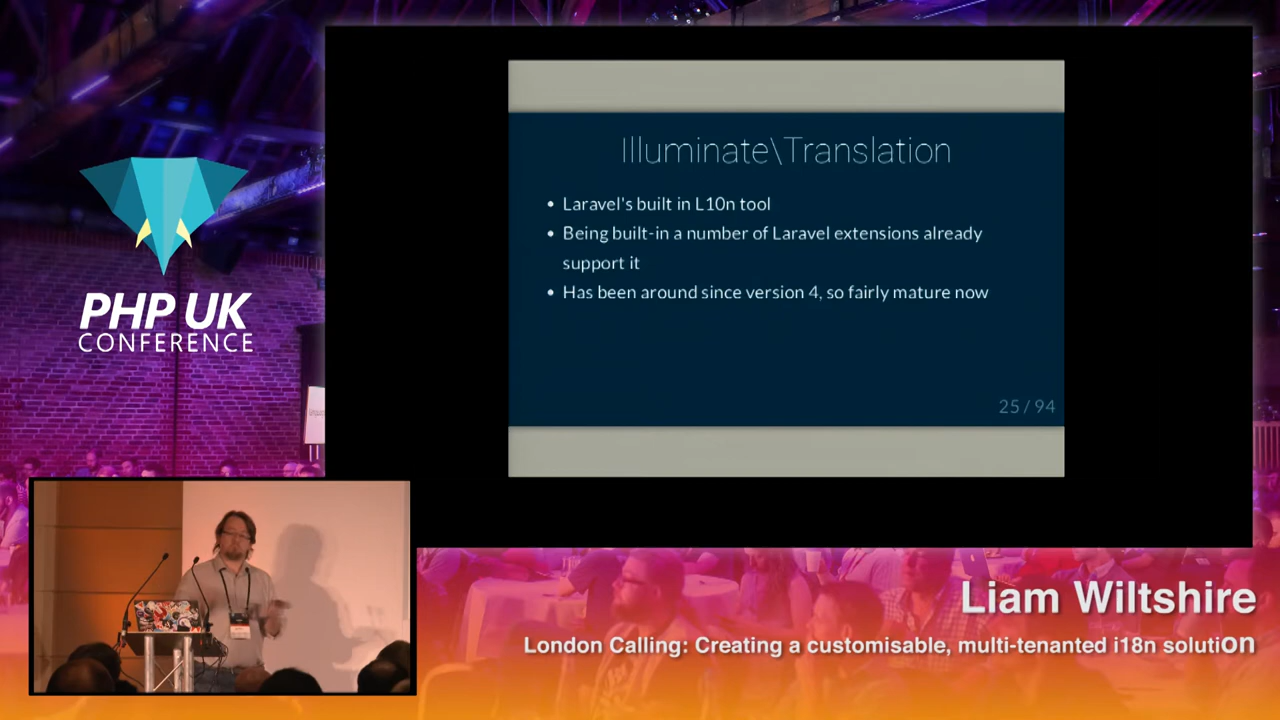 Illuminate\Translation
• Laravel's built in L10n tool
• Being built-in a number of Laravel extensions already
support it
• Has been around since version 4, so fairly mature now
25 / 94
PHP UK
CONFERENCE
Liam Wiltshire
London Calling: Creating a customisable, multi-tenanted i18n solution